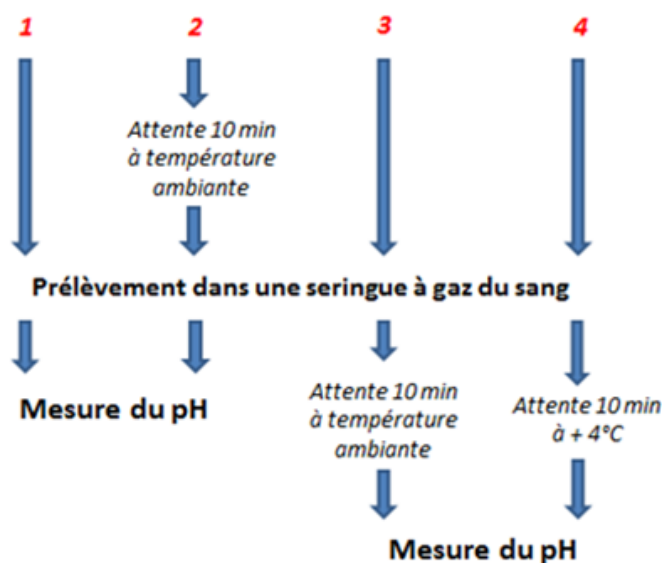 1 2 3 4
Attente 10 min
à température
ambiante
Prélèvement dans une seringue à gaz du sang
Mesure du pH
Attente 10 min
à température
ambiante
Attente 10 min
à + 4°C
Mesure du pH